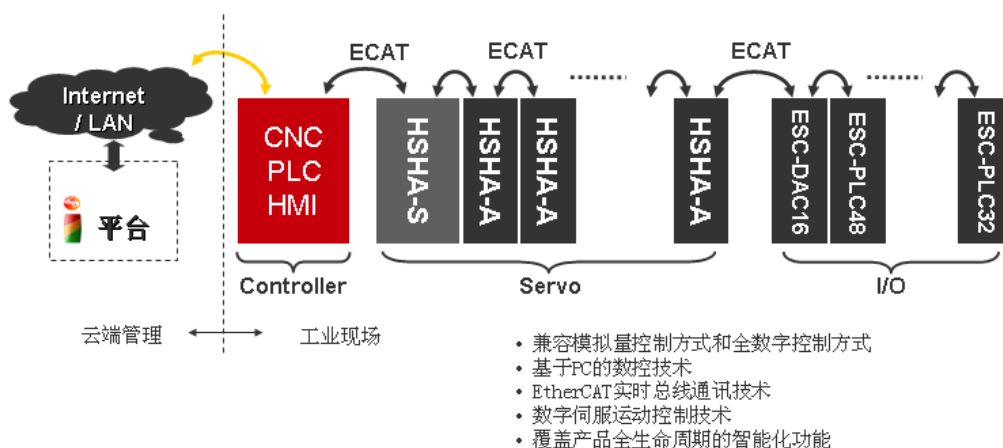 ECAT
ECAT
ECAT
Internet
/ LAN
平台
CNC
PLC
HMI
HSHA-S
HSHA-A
HSHA-A
HSHA-A
ESC-DAC16
ESC-PLC48
ESC-PLC32
Controller
Servo
I/O
云端管理
工业现场
• 兼容模拟量控制方式和全数字控制方式
• 基于PC的数控技术
• EtherCAT实时总线通讯技术
• 数字伺服运动控制技术
• 覆盖产品全生命周期的智能化功能